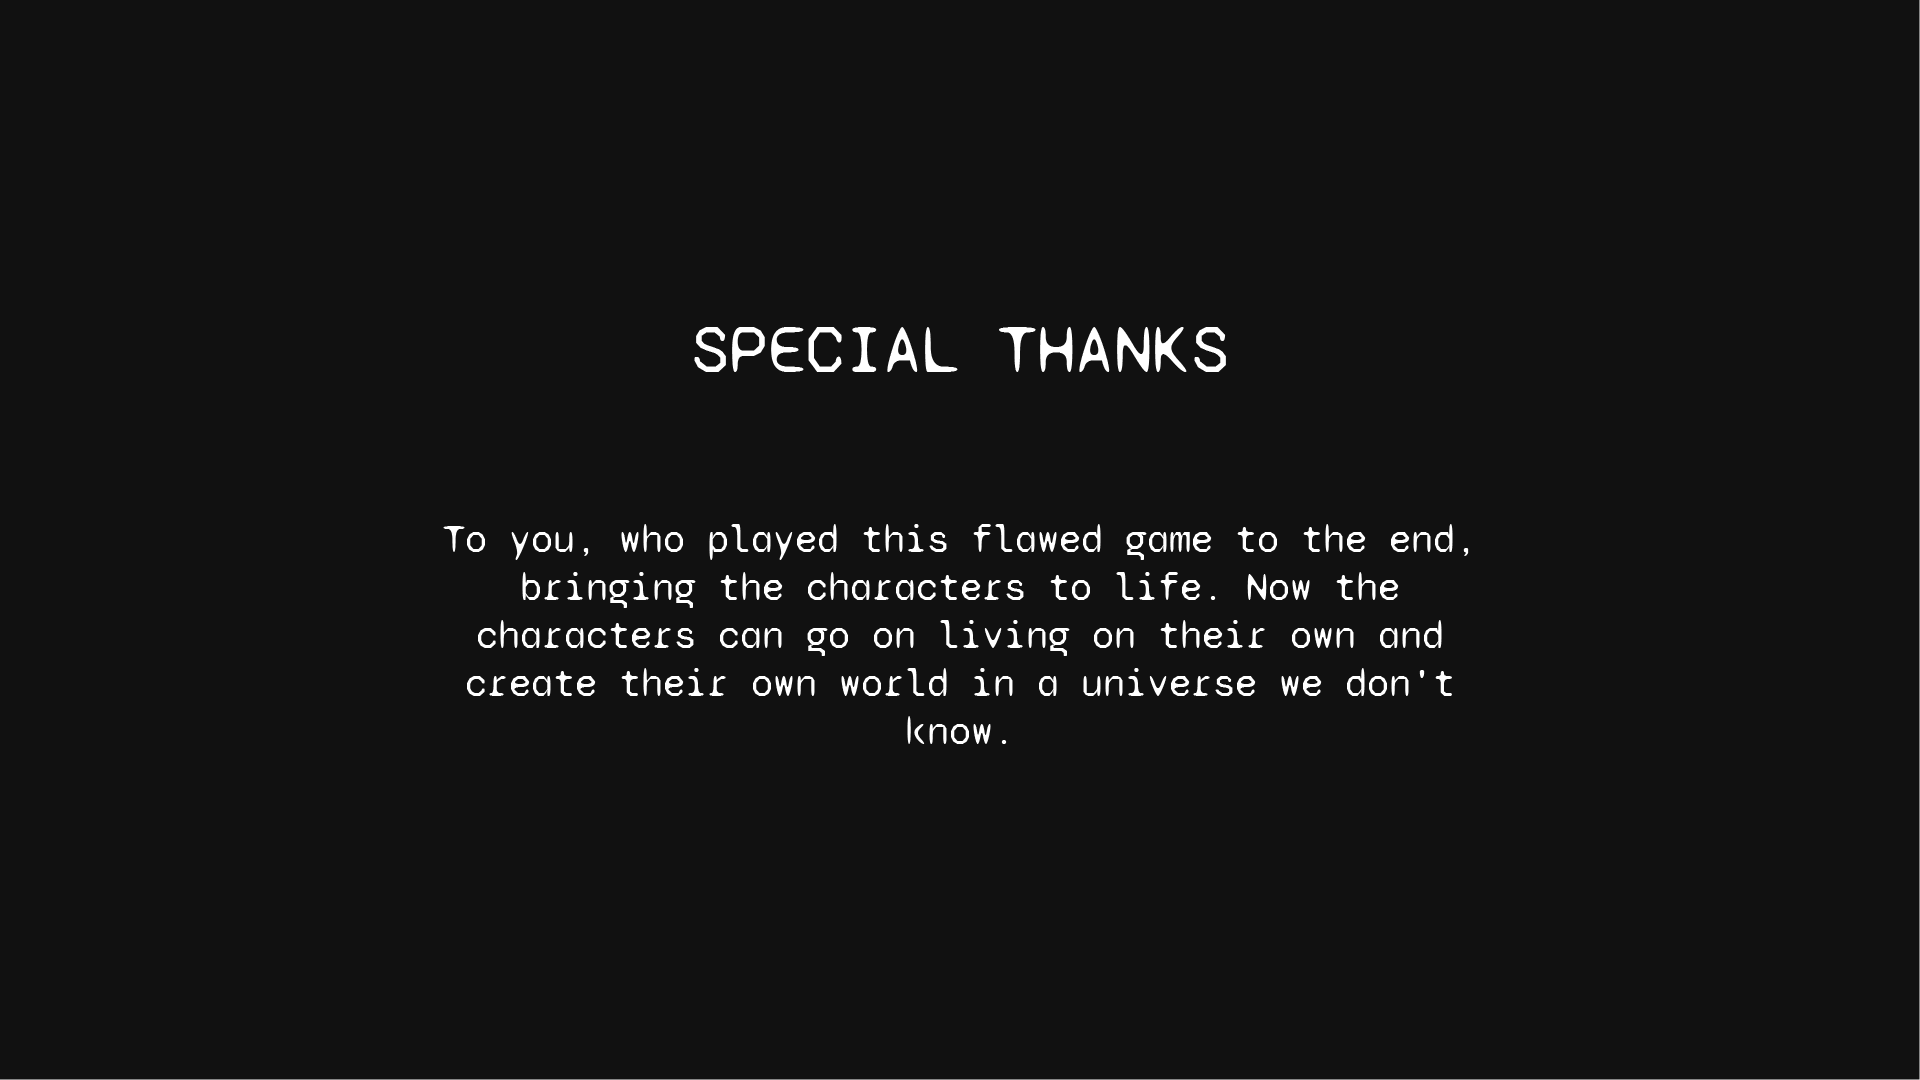 SPECIAL THANKS
To you, who played this flawed game to the end,
bringing the characters to life. Now the
characters can go on living on their own and
create their own world in a universe we don't
know.